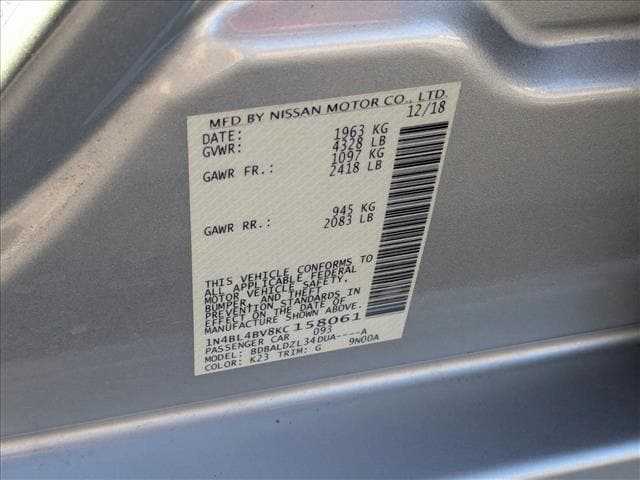 MFD BY NISSAN MOTOR CO., LTD.
DATE: 12/18
GVWR: 1963 KG
4328 LB
GAWR FR.: 1097 KG
2418 LB
GAWR RR.: 945 KG
2083 LB
THIS VEHICLE CONFORMS TO
ALL APPLICABLE FEDERAL
MOTOR VEHICLE SAFETY,
BUMPER, AND THEFT
PREVENTION STANDARDS IN
EFFECT ON THE DATE OF
1N4BL4BV8KC158061
PASSENGER CAR 093
MODEL: BDBALDZL34DUA----A
COLOR: K23 TRIM: G 9N00A